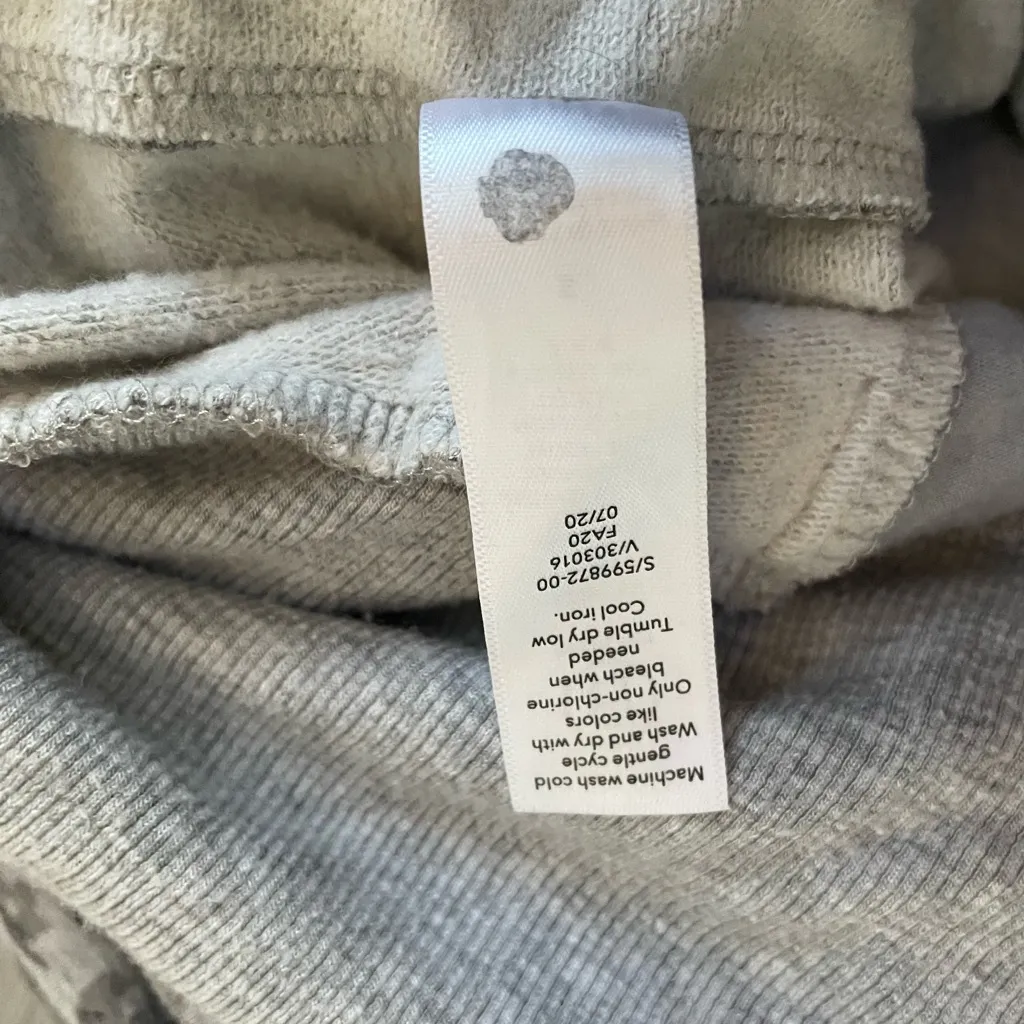 Machine wash cold
gentle cycle
Wash and dry with
like colors
Only non-chlorine
bleach when
needed
Tumble dry low
Cool iron.
S/599872-00
V/303016
FA20
07/20